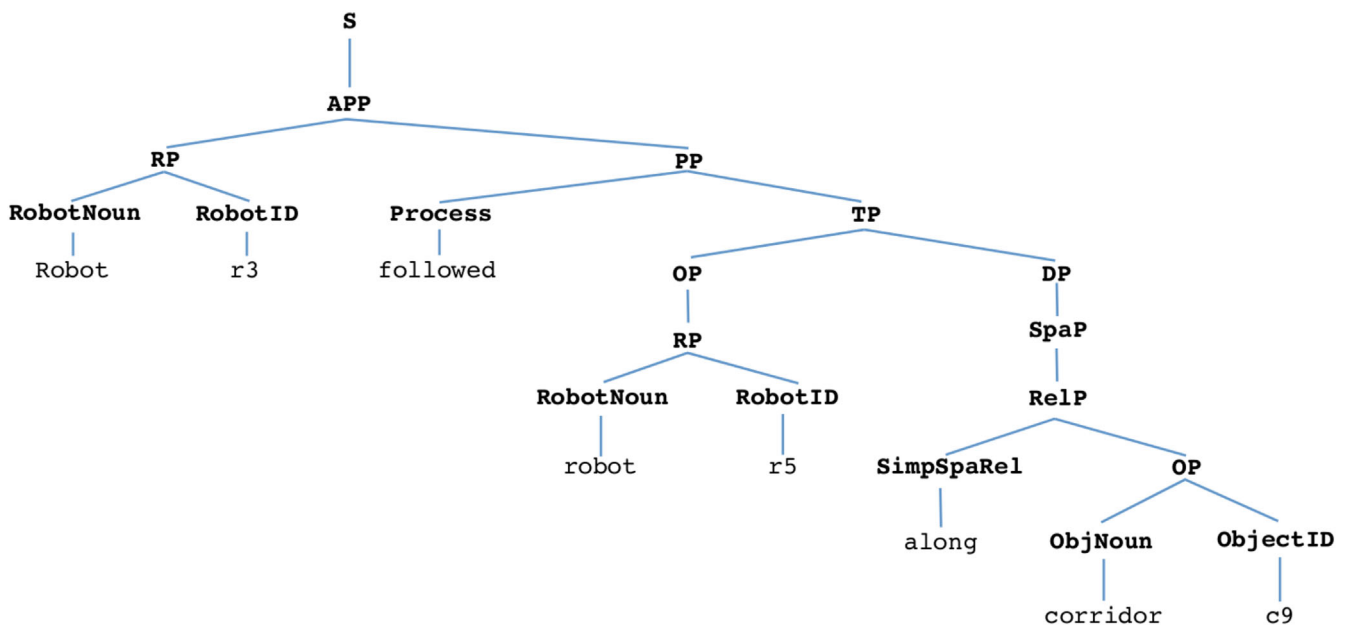 S
APP
RP PP
RobotNoun RobotID Process TP
Robot r3 followed OP DP
SpaP
RP
RobotNoun RobotID RelP
robot r5 SimpSpaRel OP
along ObjNoun ObjectID
corridor c9